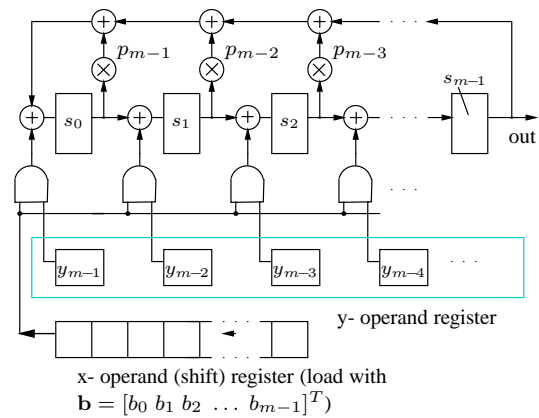 p_{m−1} p_{m−2} p_{m−3}
s_{m−1}
s_0 s_1 s_2 . . .
out
. . .
y_{m−1} y_{m−2} y_{m−3} y_{m−4} . . .
y- operand register
x- operand (shift) register (load with
b = [b_0 b_1 b_2 … b_{m−1}]^T)